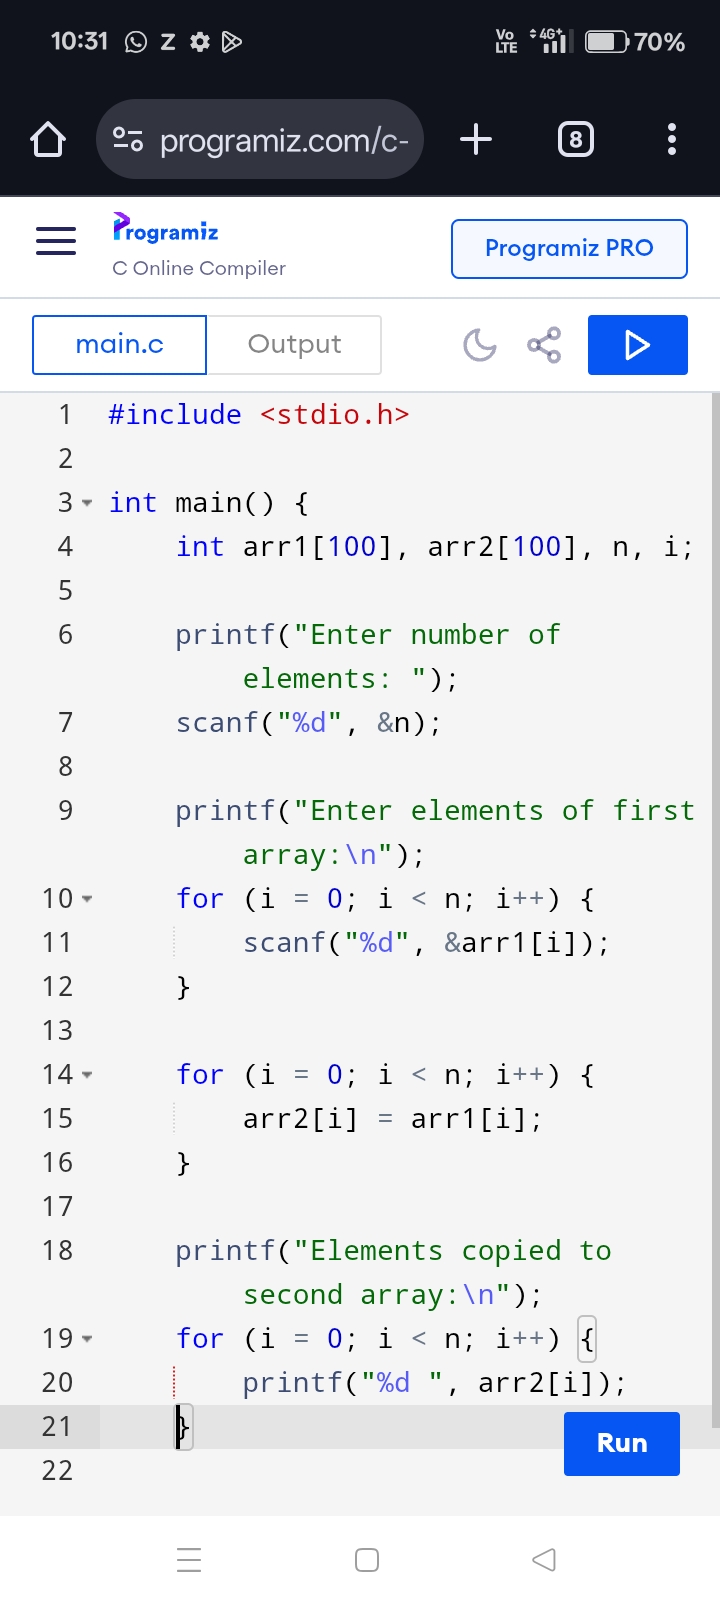 10:31 Z Vo LTE 4G+ 70%
programiz.com/c- 8
Programiz
C Online Compiler
Programiz PRO
main.c Output
1 #include <stdio.h>
2
3 int main() {
4 int arr1[100], arr2[100], n, i;
5
6 printf("Enter number of
elements: ");
7 scanf("%d", &n);
8
9 printf("Enter elements of first
array:\n");
10 for (i = 0; i < n; i++) {
11 scanf("%d", &arr1[i]);
12 }
13
14 for (i = 0; i < n; i++) {
15 arr2[i] = arr1[i];
16 }
17
18 printf("Elements copied to
second array:\n");
19 for (i = 0; i < n; i++) {
20 printf("%d ", arr2[i]);
21 }
Run
22